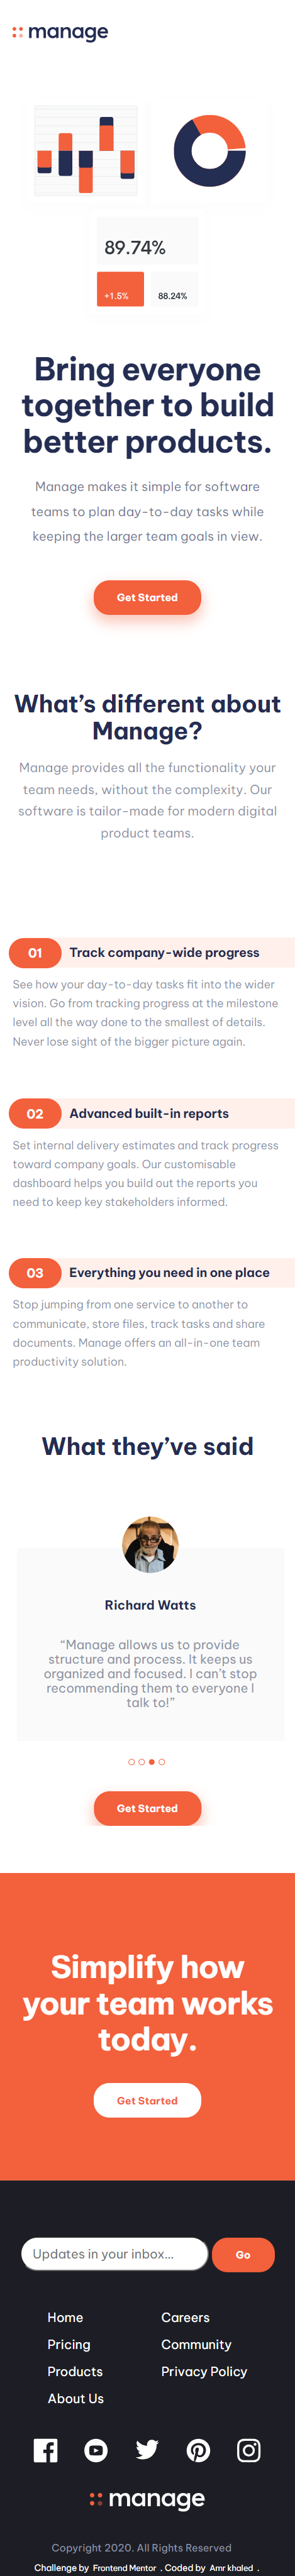 manage
89.74%
+1.5%
88.24%
Bring everyone
together to build
better products.
Manage makes it simple for software
teams to plan day-to-day tasks while
keeping the larger team goals in view.
Get Started
What’s different about
Manage?
Manage provides all the functionality your
team needs, without the complexity. Our
software is tailor-made for modern digital
product teams.
01 Track company-wide progress
See how your day-to-day tasks fit into the wider
vision. Go from tracking progress at the milestone
level all the way done to the smallest of details.
Never lose sight of the bigger picture again.
02 Advanced built-in reports
Set internal delivery estimates and track progress
toward company goals. Our customisable
dashboard helps you build out the reports you
need to keep key stakeholders informed.
03 Everything you need in one place
Stop jumping from one service to another to
communicate, store files, track tasks and share
documents. Manage offers an all-in-one team
productivity solution.
What they’ve said
Richard Watts
“Manage allows us to provide
structure and process. It keeps us
organized and focused. I can’t stop
recommending them to everyone I
talk to!”
Get Started
Simplify how
your team works
today.
Get Started
Updates in your inbox...
Go
Home
Pricing
Products
About Us
Careers
Community
Privacy Policy
manage
Copyright 2020. All Rights Reserved
Challenge by Frontend Mentor . Coded by Amr khaled .